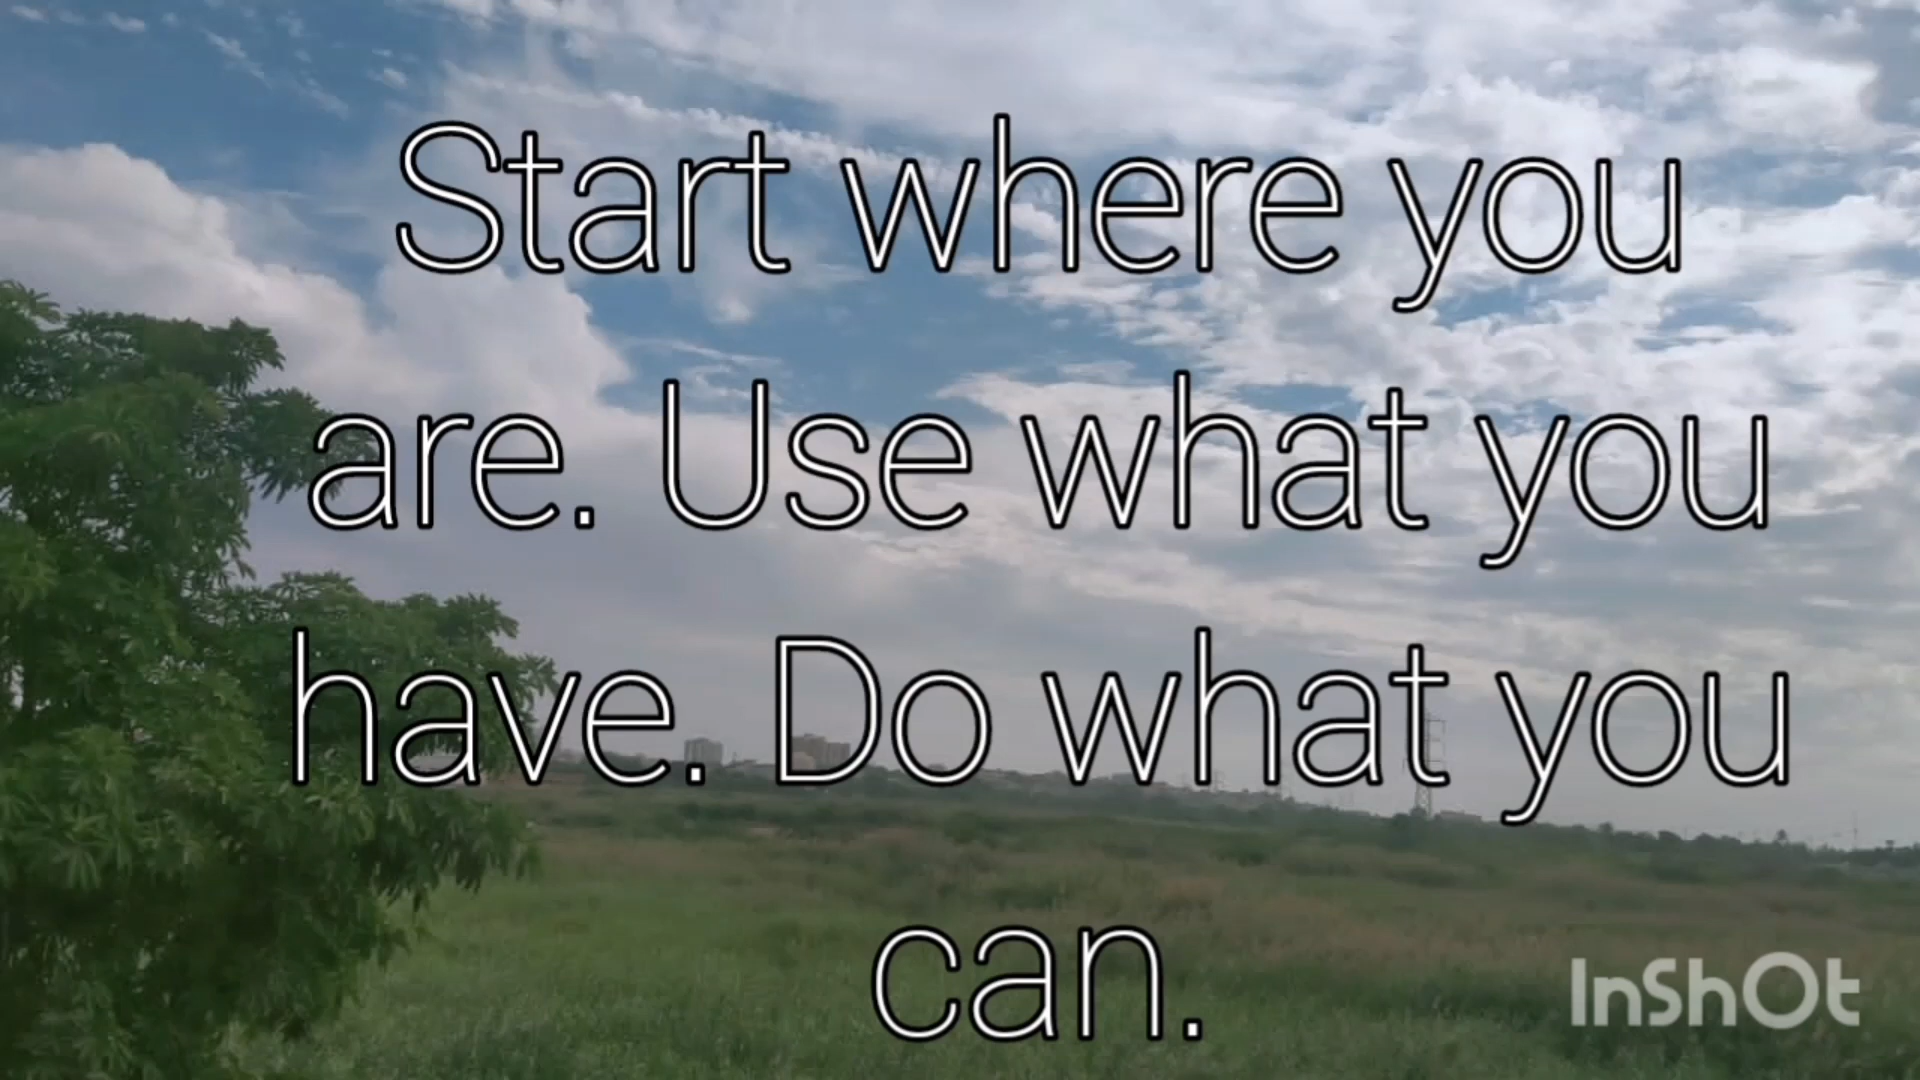 Start where you
are. Use what you
have. Do what you
can.
InShOt